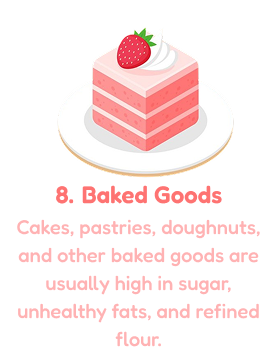 8. Baked Goods
Cakes, pastries, doughnuts,
and other baked goods are
usually high in sugar,
unhealthy fats, and refined
flour.